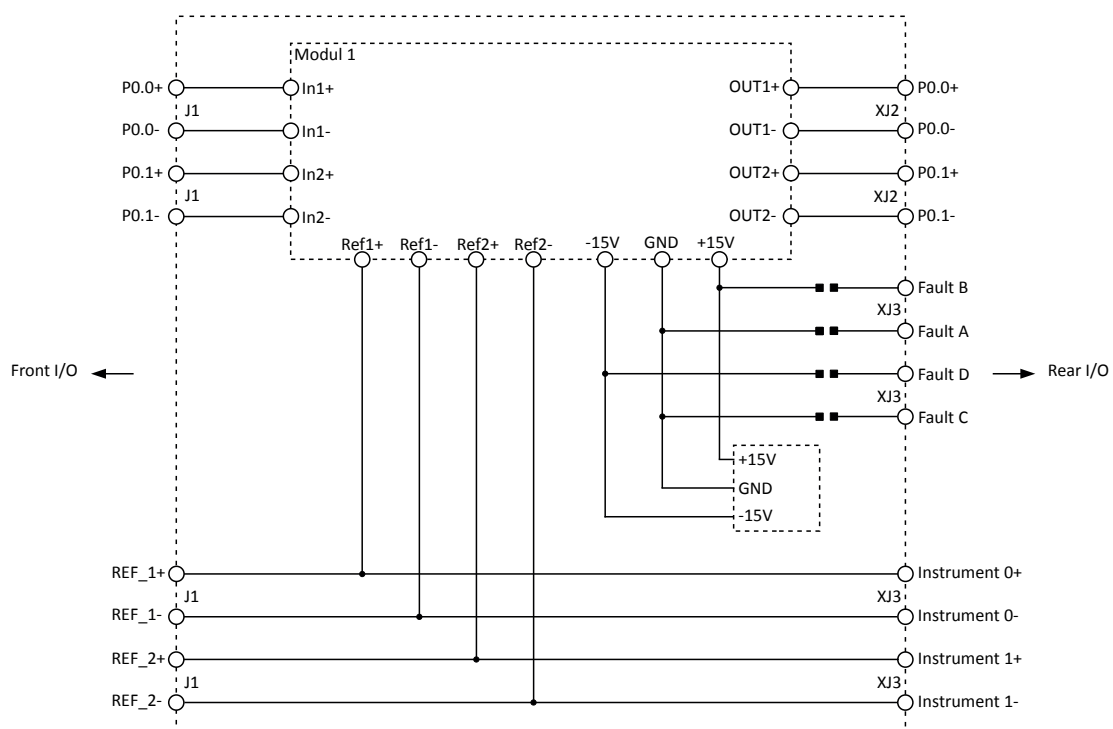 Modul 1
P0.0+ In1+ OUT1+ P0.0+
J1 XJ2
P0.0- In1- OUT1- P0.0-
P0.1+ In2+ OUT2+ P0.1+
J1 XJ2
P0.1- In2- OUT2- P0.1-
Ref1+ Ref1- Ref2+ Ref2- -15V GND +15V
Fault B
XJ3
Fault A
Front I/O Fault D Rear I/O
XJ3
Fault C
+15V
GND
-15V
REF_1+ Instrument 0+
J1 XJ3
REF_1- Instrument 0-
REF_2+ Instrument 1+
J1 XJ3
REF_2- Instrument 1-